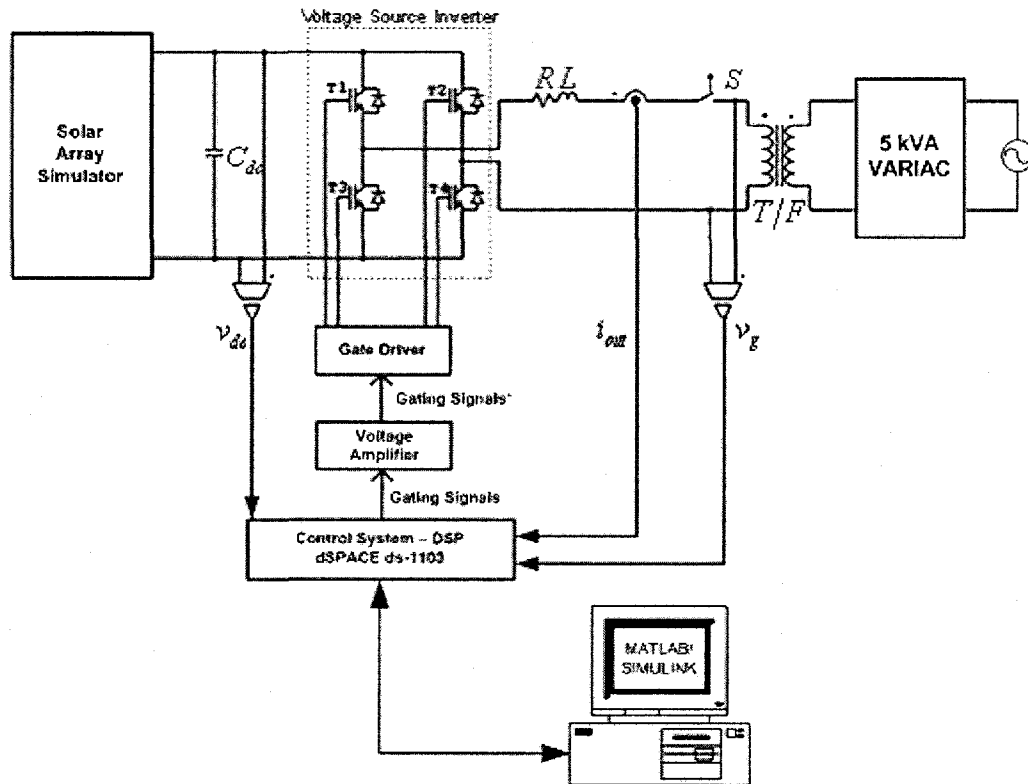 Voltage Source Inverter
Solar
Array
Simulator
C_dc
T1
T2
T3
T4
RL
S
T/F
5 kVA
VARIAC
v_dc
Gate Driver
i_out
v_g
Gating Signals'
Voltage
Amplifier
Gating Signals
Control System – DSP
dSPACE ds-1103
MATLAB/
SIMULINK